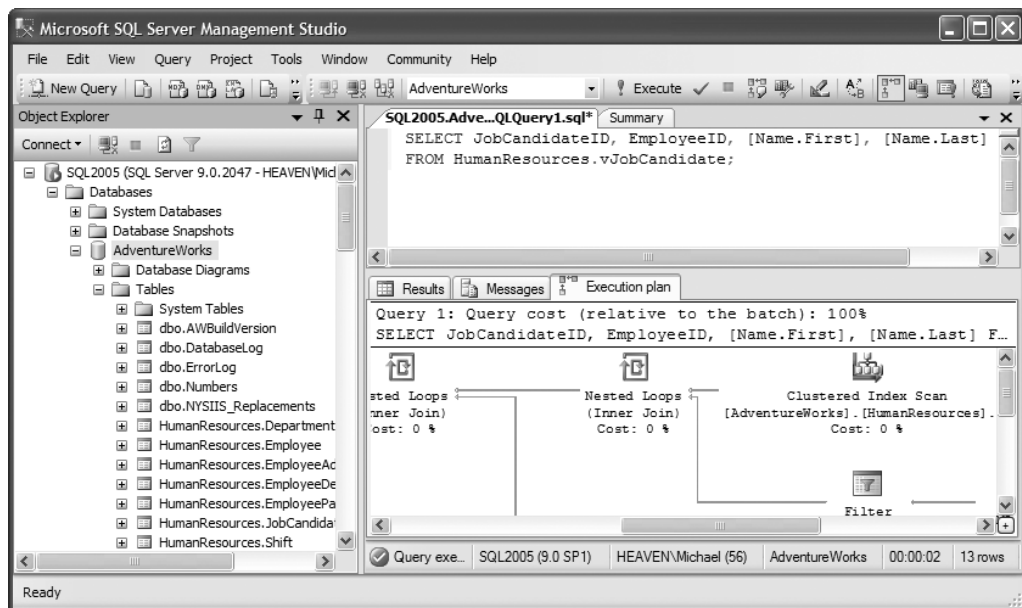 Microsoft SQL Server Management Studio
File Edit View Query Project Tools Window Community Help
New Query AdventureWorks Execute
Object Explorer
Connect
SQL2005 (SQL Server 9.0.2047 - HEAVEN\Mic
Databases
System Databases
Database Snapshots
AdventureWorks
Database Diagrams
Tables
System Tables
dbo.AWBuildVersion
dbo.DatabaseLog
dbo.ErrorLog
dbo.Numbers
dbo.NYSIIS_Replacements
HumanResources.Department
HumanResources.Employee
HumanResources.EmployeeAd
HumanResources.EmployeeDe
HumanResources.EmployeePa
HumanResources.JobCandida
HumanResources.Shift
SQL2005.Adve...QLQuery1.sql* Summary
SELECT JobCandidateID, EmployeeID, [Name.First], [Name.Last]
FROM HumanResources.vJobCandidate;
Results Messages Execution plan
Query 1: Query cost (relative to the batch): 100%
SELECT JobCandidateID, EmployeeID, [Name.First], [Name.Last] F...
sted Loops Nested Loops Clustered Index Scan
nner Join) (Inner Join) [AdventureWorks].[HumanResources].
ost: 0 % Cost: 0 % Cost: 0 %
Filter
Query exe... SQL2005 (9.0 SP1) HEAVEN\Michael (56) AdventureWorks 00:00:02 13 rows
Ready